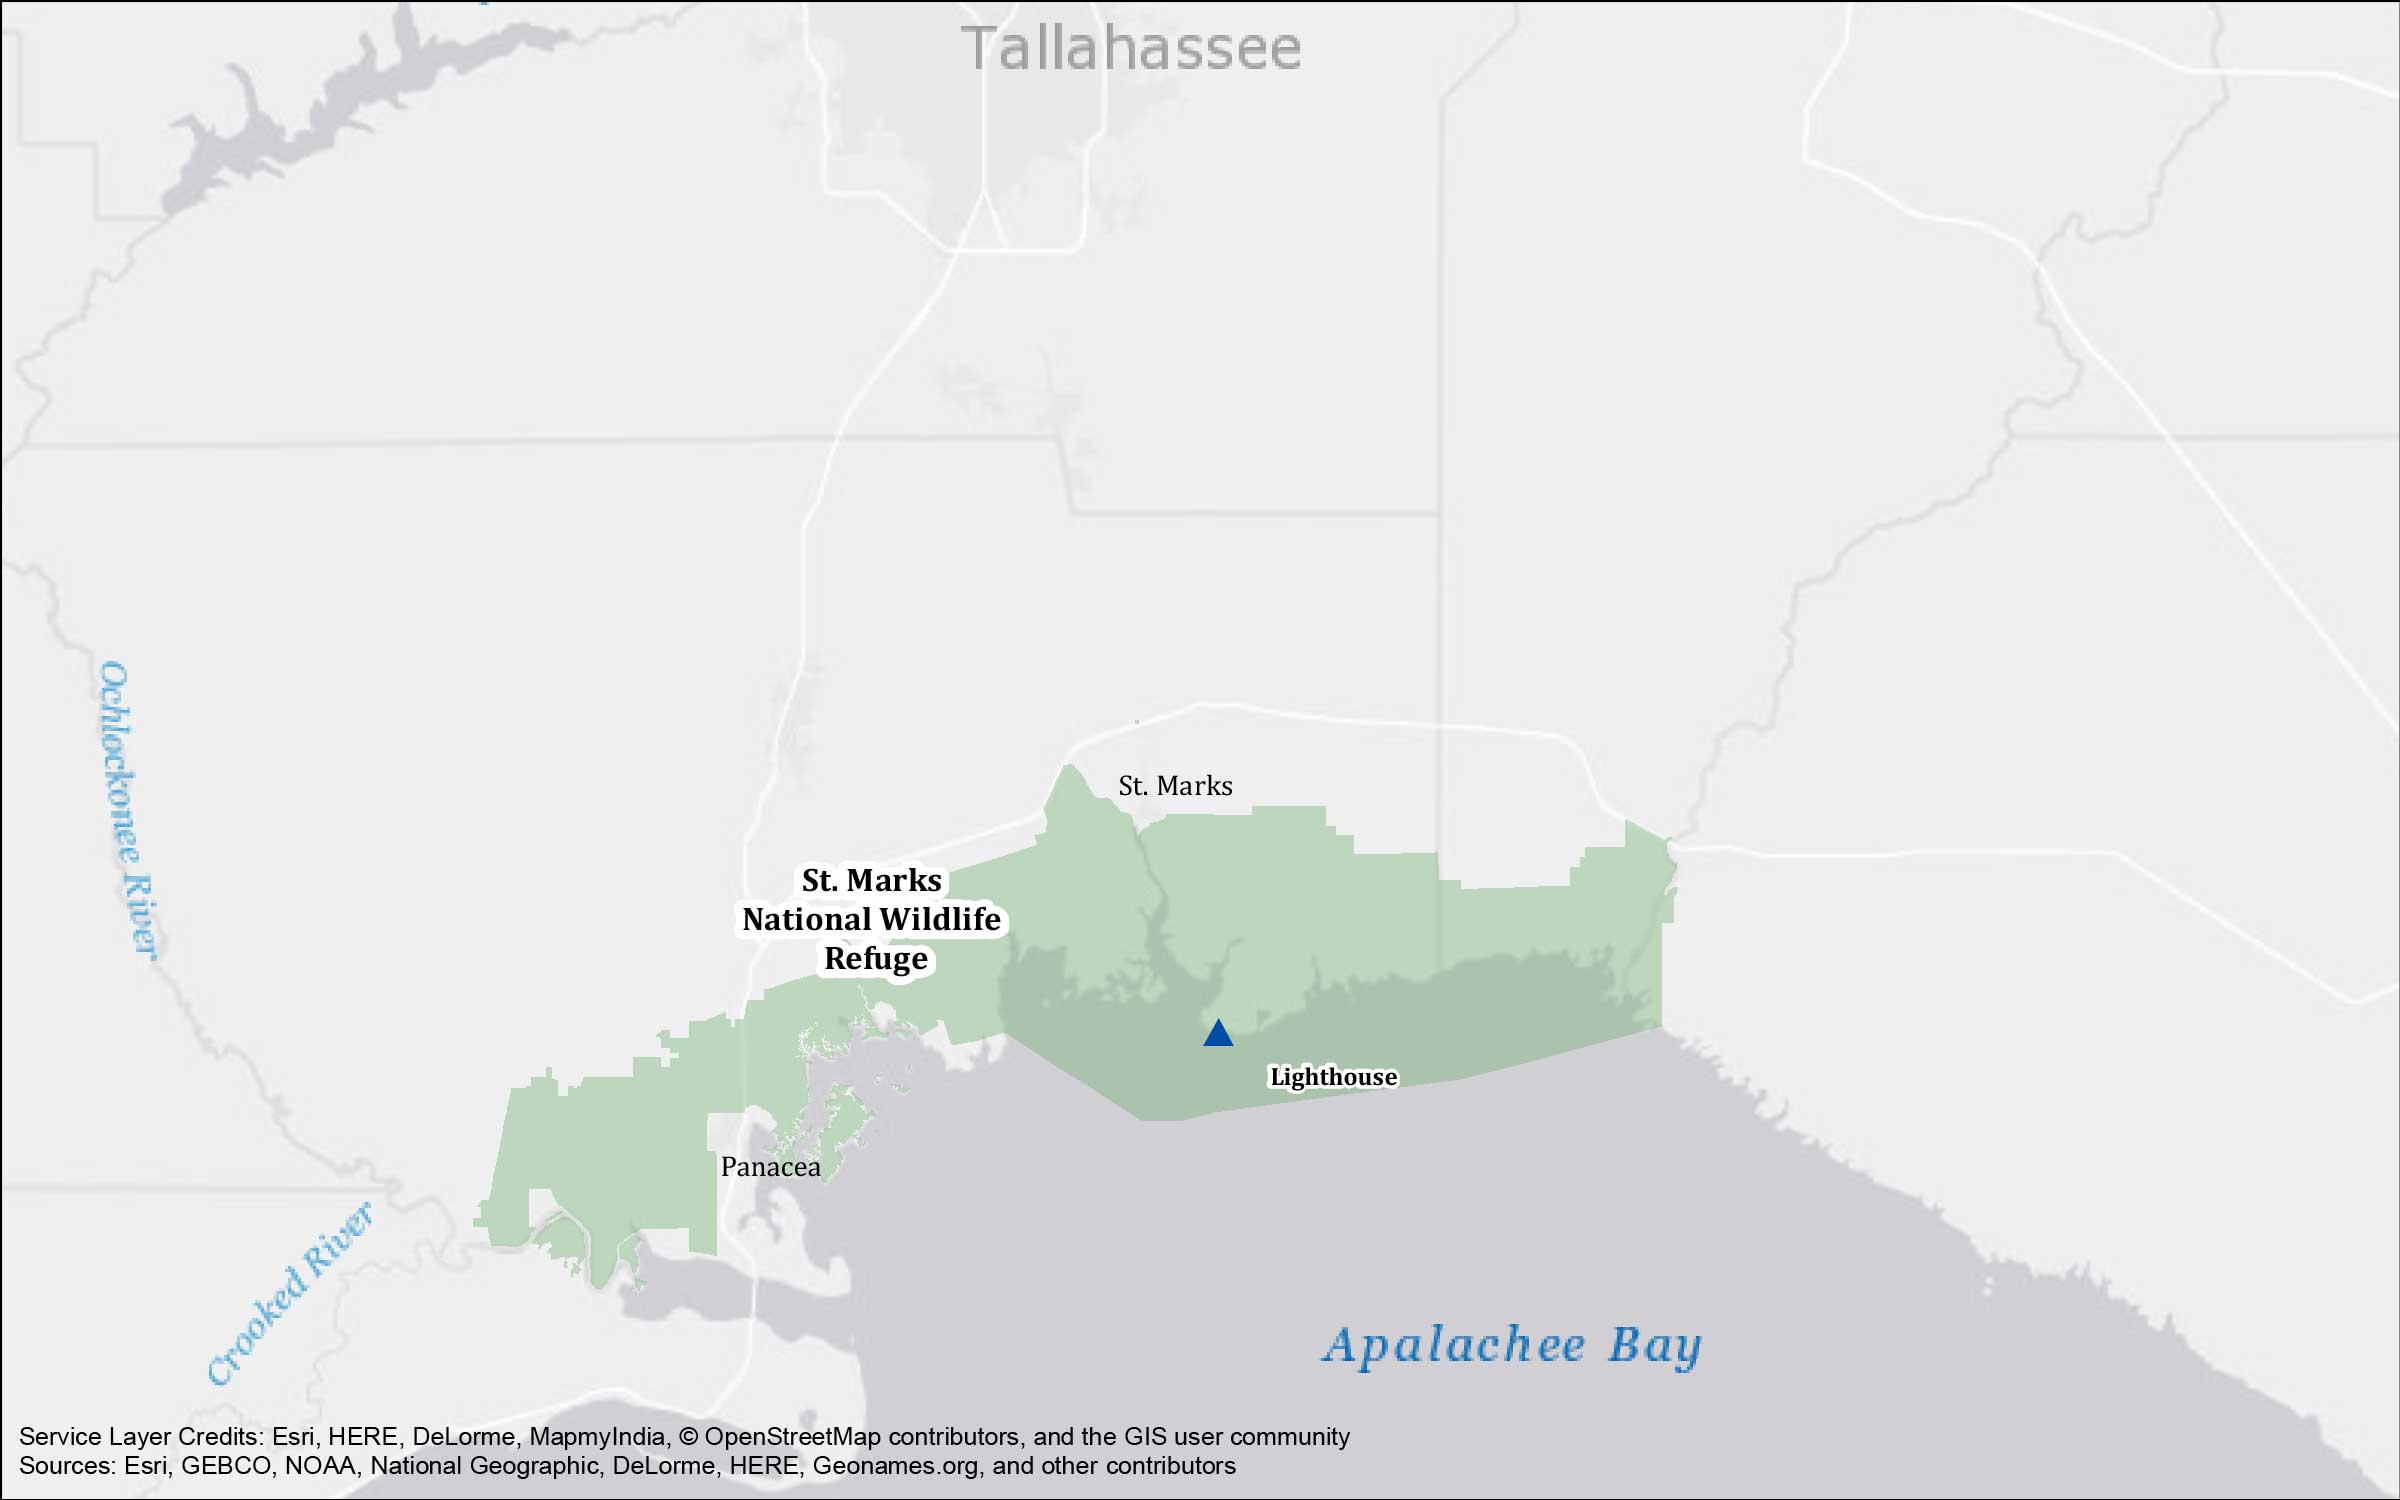 Tallahassee
Ochlockonee River
St. Marks
St. Marks
National Wildlife
Refuge
Lighthouse
Panacea
Crooked River
Apalachee Bay
Service Layer Credits: Esri, HERE, DeLorme, MapmyIndia, © OpenStreetMap contributors, and the GIS user community
Sources: Esri, GEBCO, NOAA, National Geographic, DeLorme, HERE, Geonames.org, and other contributors